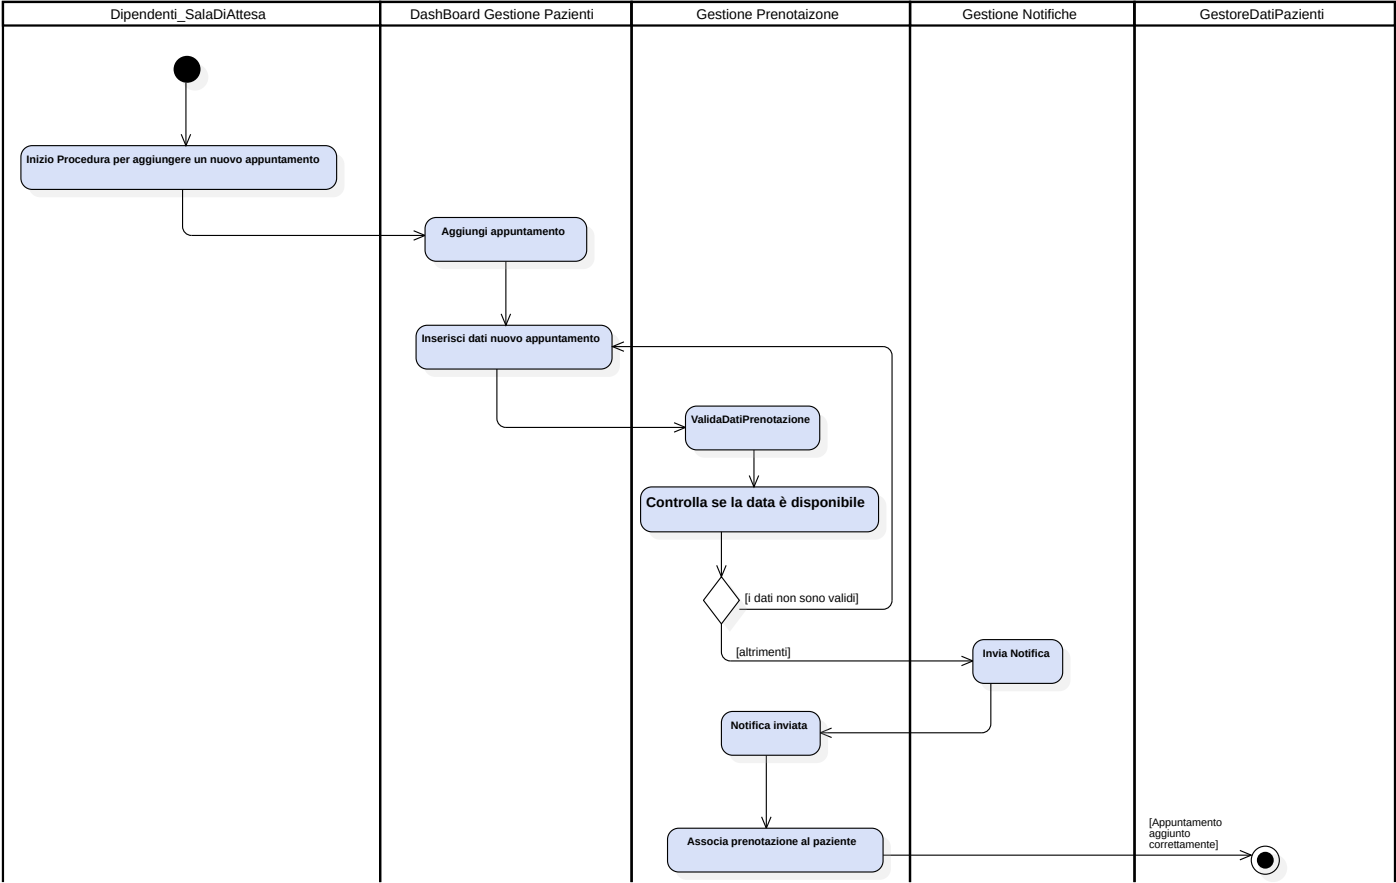 Dipendenti_SalaDiAttesa
DashBoard Gestione Pazienti
Gestione Prenotaizone
Gestione Notifiche
GestoreDatiPazienti
Inizio Procedura per aggiungere un nuovo appuntamento
Aggiungi appuntamento
Inserisci dati nuovo appuntamento
ValidaDatiPrenotazione
Controlla se la data è disponibile
[i dati non sono validi]
[altrimenti]
Invia Notifica
Notifica inviata
Associa prenotazione al paziente
[Appuntamento
aggiunto
correttamente]